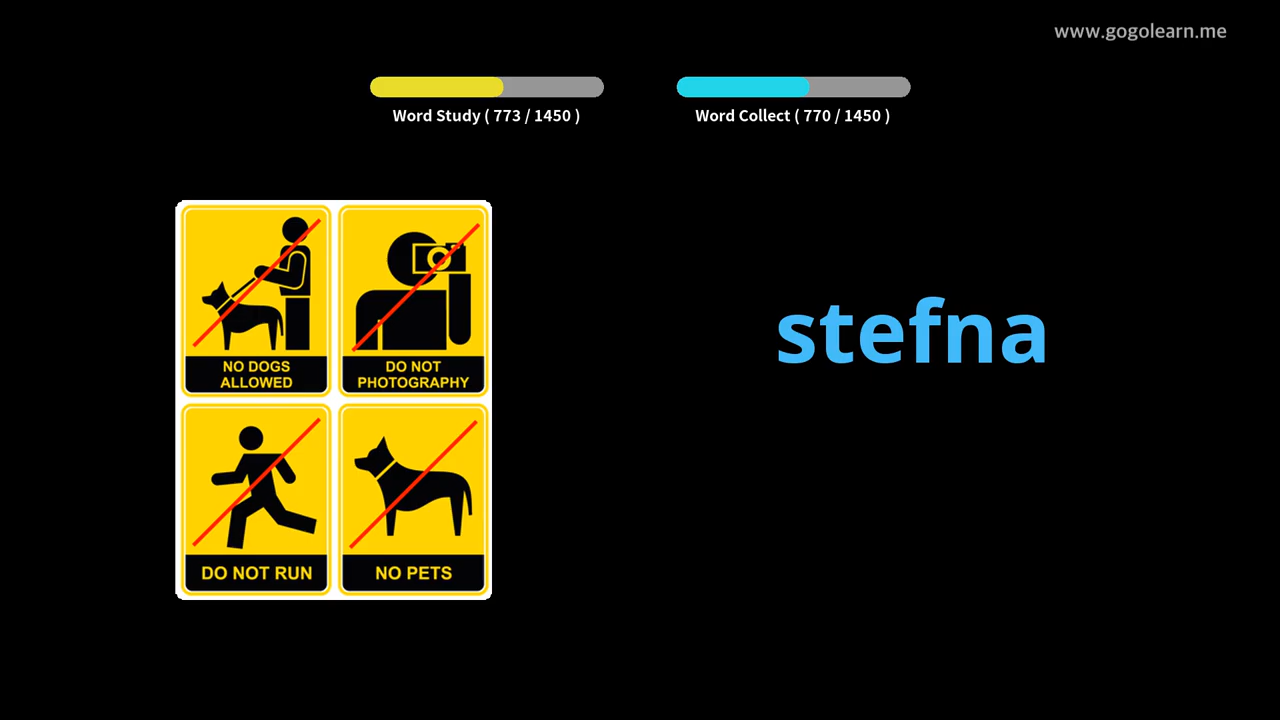 www.gogolearn.me
Word Study ( 773 / 1450 )
Word Collect ( 770 / 1450 )
NO DOGS
ALLOWED
DO NOT
PHOTOGRAPHY
DO NOT RUN
NO PETS
stefna